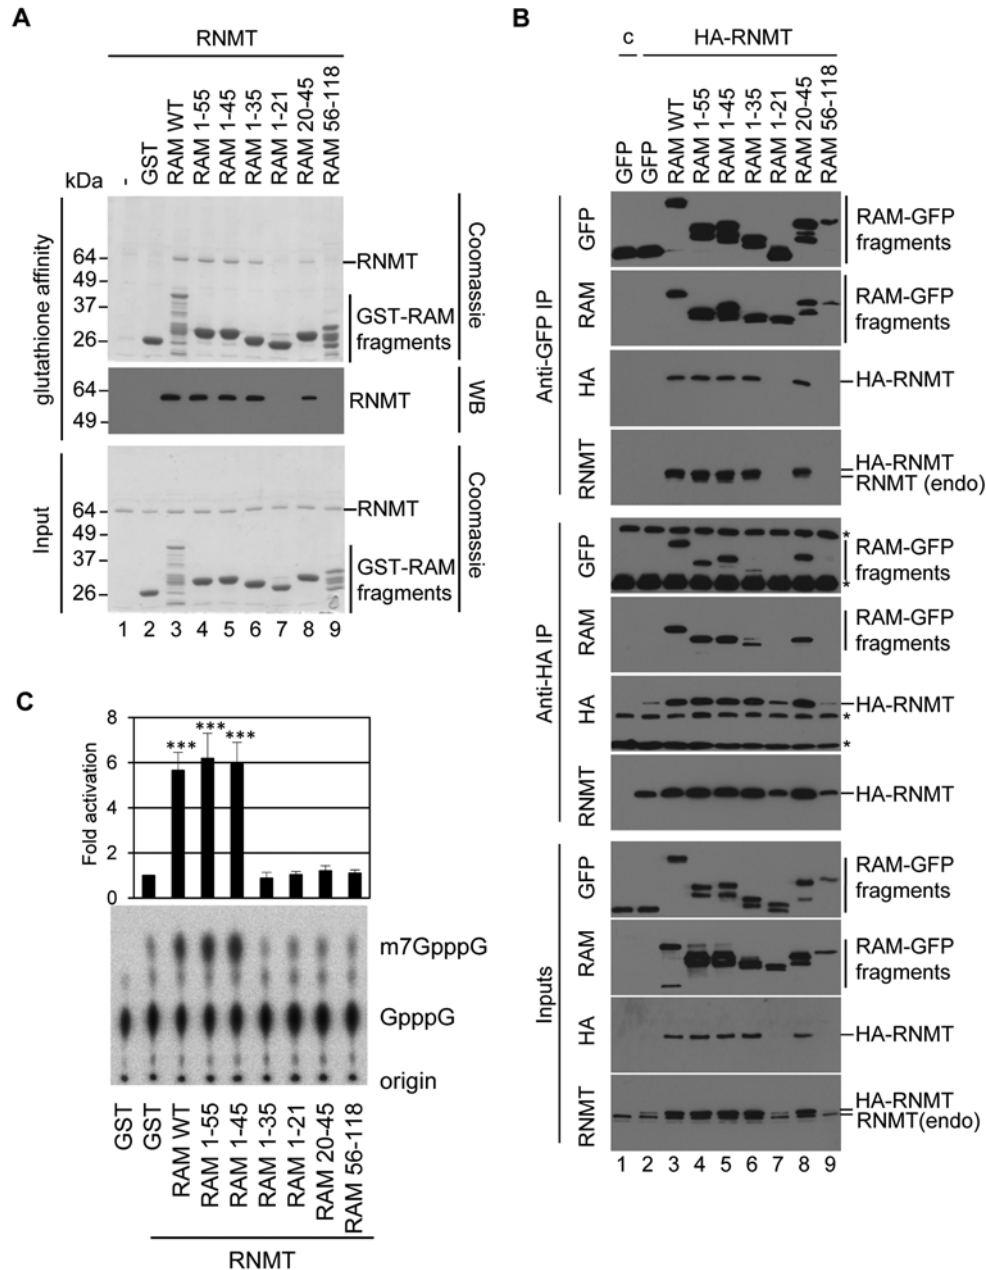 A
RNMT
kDa
-
GST
RAM WT
RAM 1-55
RAM 1-45
RAM 1-35
RAM 1-21
RAM 20-45
RAM 56-118
glutathione affinity
64
49
37
26
RNMT
GST-RAM
fragments
Coomassie
64
49
RNMT
WB
Input
64
49
37
26
RNMT
GST-RAM
fragments
Coomassie
1 2 3 4 5 6 7 8 9
B
c
HA-RNMT
GFP
GFP
RAM WT
RAM 1-55
RAM 1-45
RAM 1-35
RAM 1-21
RAM 20-45
RAM 56-118
Anti-GFP IP
GFP
RAM-GFP
fragments
RAM
RAM-GFP
fragments
HA
HA-RNMT
RNMT
HA-RNMT
RNMT (endo)
Anti-HA IP
GFP
*
RAM-GFP
fragments
*
RAM
RAM-GFP
fragments
HA
HA-RNMT
*
*
RNMT
HA-RNMT
Inputs
GFP
RAM-GFP
fragments
RAM
RAM-GFP
fragments
HA
HA-RNMT
RNMT
HA-RNMT
RNMT(endo)
1 2 3 4 5 6 7 8 9
C
Fold activation
8
6
4
2
0
*** *** ***
m7GpppG
GpppG
origin
GST
GST
RAM WT
RAM 1-55
RAM 1-45
RAM 1-35
RAM 1-21
RAM 20-45
RAM 56-118
RNMT